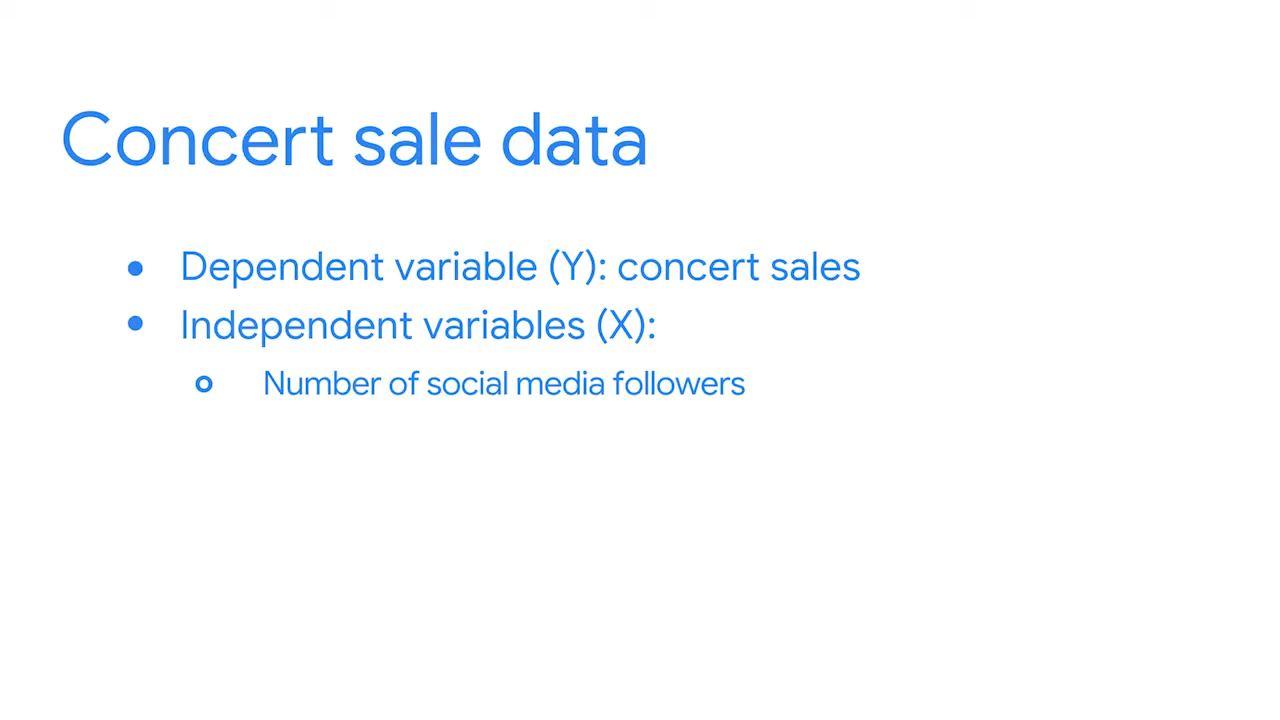 Concert sale data
● Dependent variable (Y): concert sales
● Independent variables (X):
○ Number of social media followers